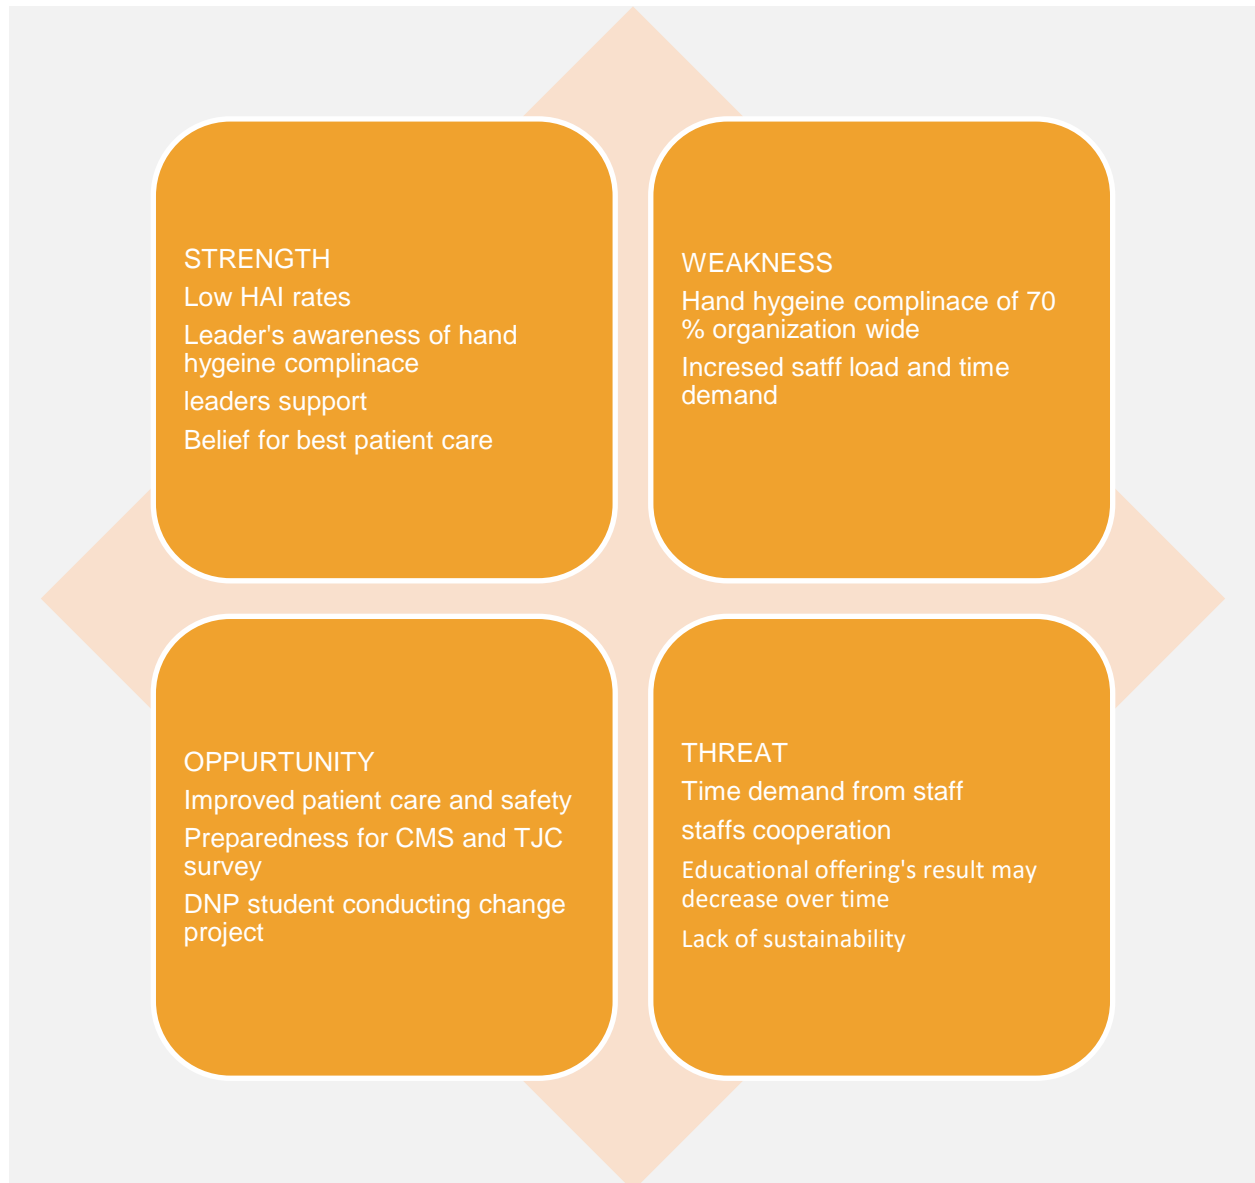 STRENGTH
Low HAI rates
Leader's awareness of hand
hygeine complinace
leaders support
Belief for best patient care
WEAKNESS
Hand hygeine complinace of 70
% organization wide
Incresed satff load and time
demand
OPPURTUNITY
Improved patient care and safety
Preparedness for CMS and TJC
survey
DNP student conducting change
project
THREAT
Time demand from staff
staffs cooperation
Educational offering's result may
decrease over time
Lack of sustainability